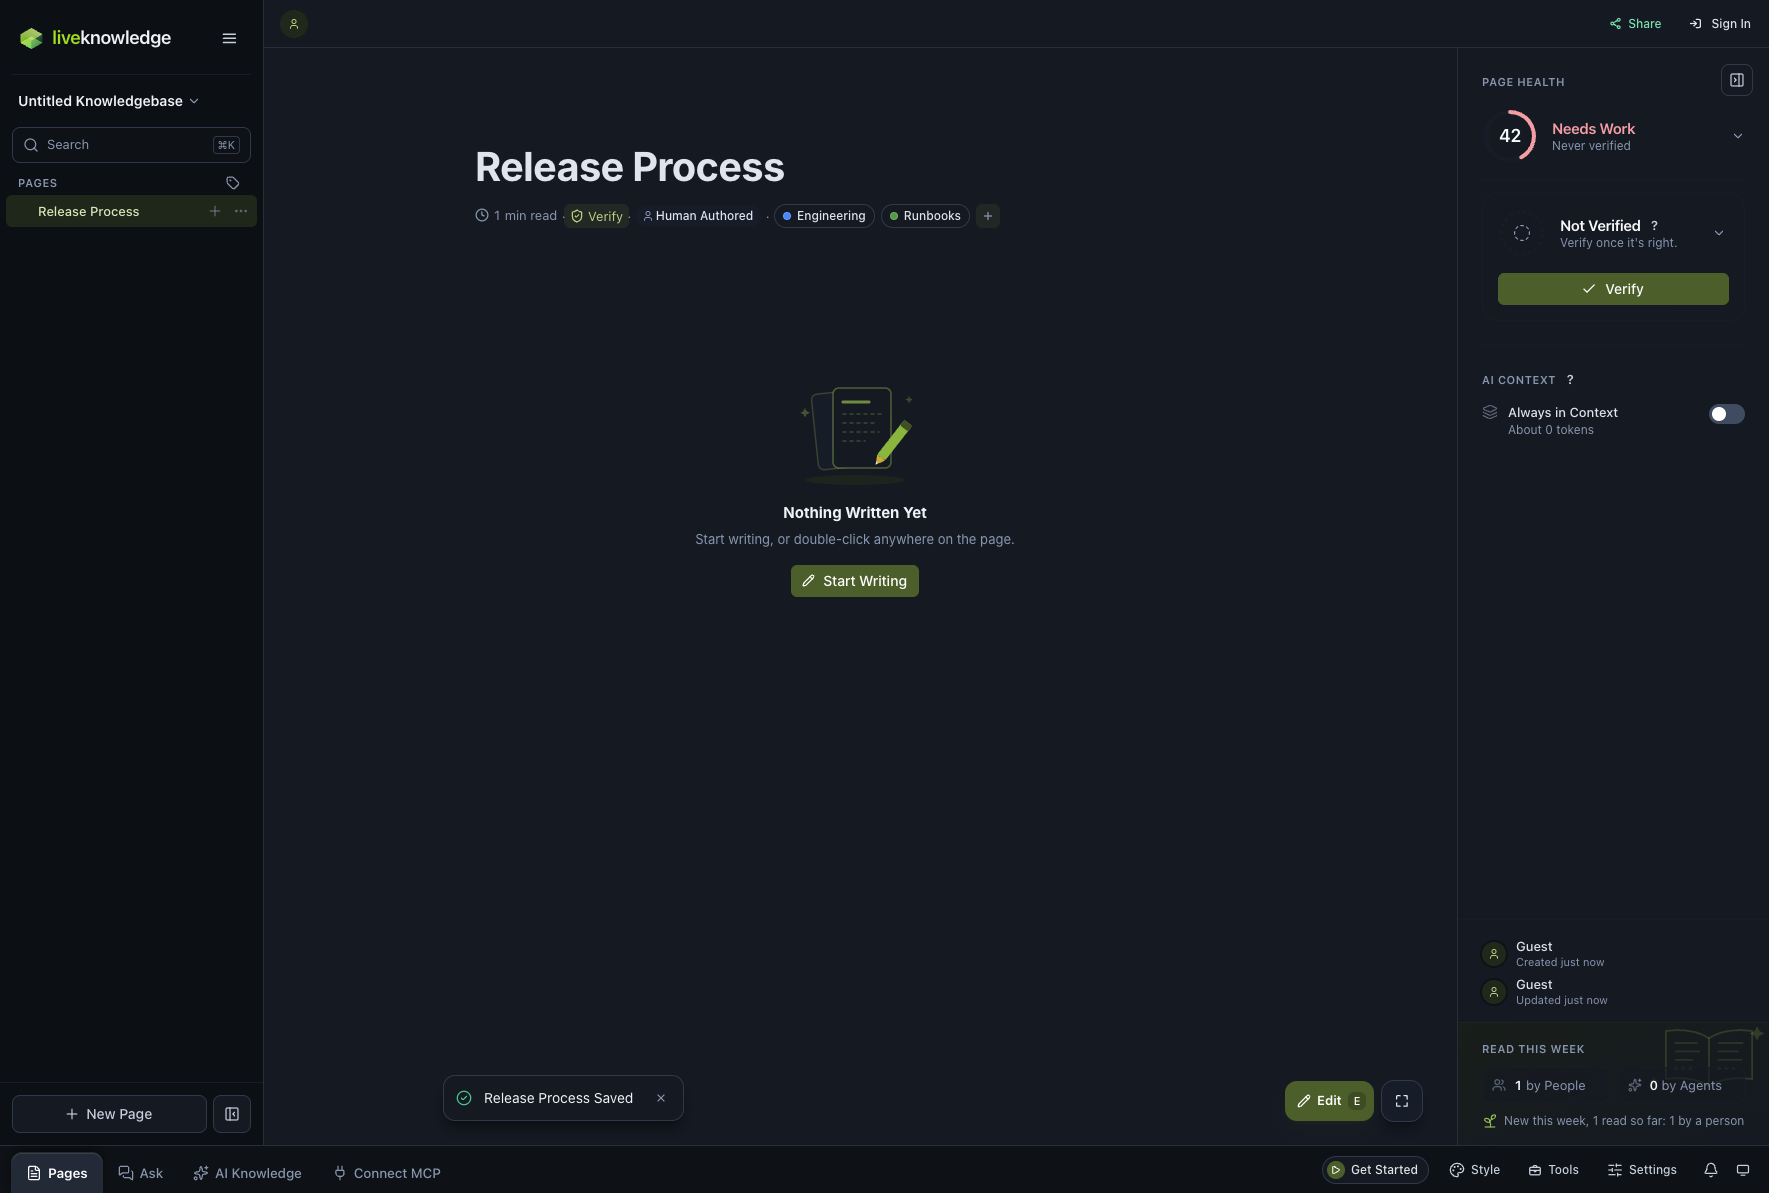 liveknowledge
Share
Sign In
Untitled Knowledgebase
Search
⌘K
PAGES
Release Process
Release Process
1 min read · Verify · Human Authored · Engineering Runbooks
Nothing Written Yet
Start writing, or double-click anywhere on the page.
Start Writing
PAGE HEALTH
42
Needs Work
Never verified
Not Verified ?
Verify once it's right.
Verify
AI CONTEXT ?
Always in Context
About 0 tokens
Guest
Created just now
Guest
Updated just now
READ THIS WEEK
1 by People
0 by Agents
New this week, 1 read so far: 1 by a person
Release Process Saved
Edit E
New Page
Pages
Ask
AI Knowledge
Connect MCP
Get Started
Style
Tools
Settings